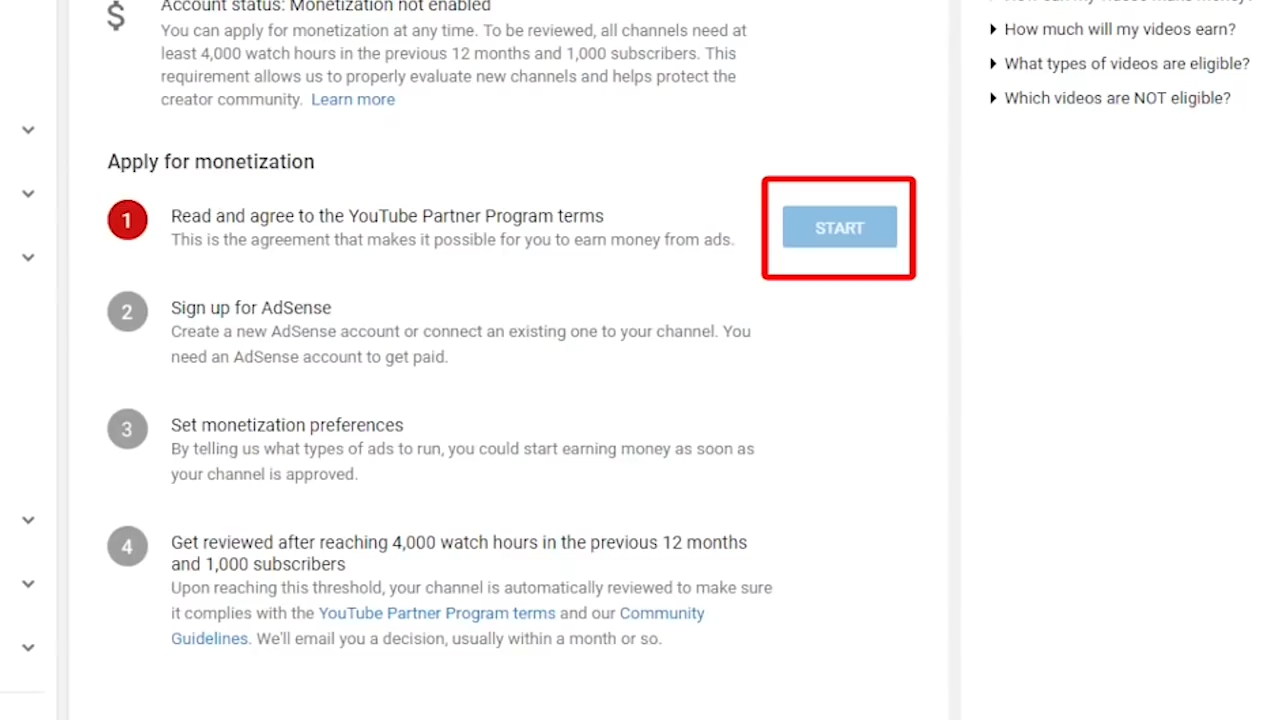 Account status: Monetization not enabled
You can apply for monetization at any time. To be reviewed, all channels need at
least 4,000 watch hours in the previous 12 months and 1,000 subscribers. This
requirement allows us to properly evaluate new channels and helps protect the
creator community. Learn more
Apply for monetization
1
Read and agree to the YouTube Partner Program terms
This is the agreement that makes it possible for you to earn money from ads.
START
2
Sign up for AdSense
Create a new AdSense account or connect an existing one to your channel. You
need an AdSense account to get paid.
3
Set monetization preferences
By telling us what types of ads to run, you could start earning money as soon as
your channel is approved.
4
Get reviewed after reaching 4,000 watch hours in the previous 12 months
and 1,000 subscribers
Upon reaching this threshold, your channel is automatically reviewed to make sure
it complies with the YouTube Partner Program terms and our Community
Guidelines. We'll email you a decision, usually within a month or so.
How much will my videos earn?
What types of videos are eligible?
Which videos are NOT eligible?